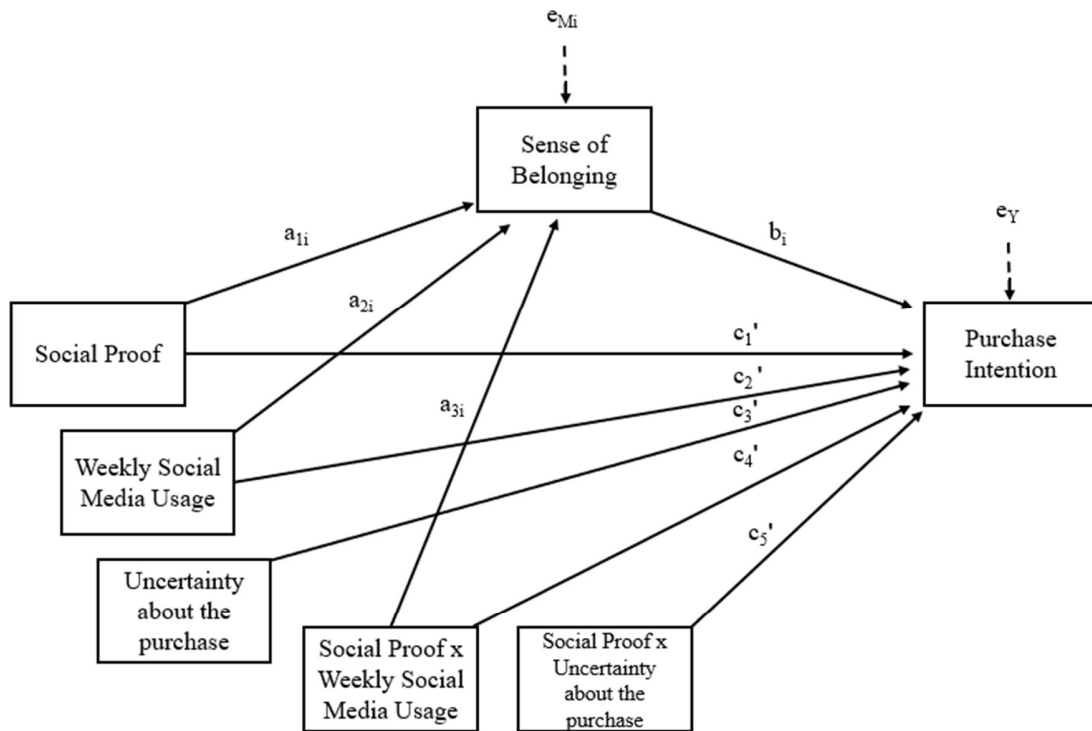 e_Mi
Sense of
Belonging
a_1i
b_i
e_Y
a_2i
Social Proof
c_1'
Purchase
Intention
c_2'
a_3i
c_3'
Weekly Social
Media Usage
c_4'
c_5'
Uncertainty
about the
purchase
Social Proof x
Weekly Social
Media Usage
Social Proof x
Uncertainty
about the
purchase